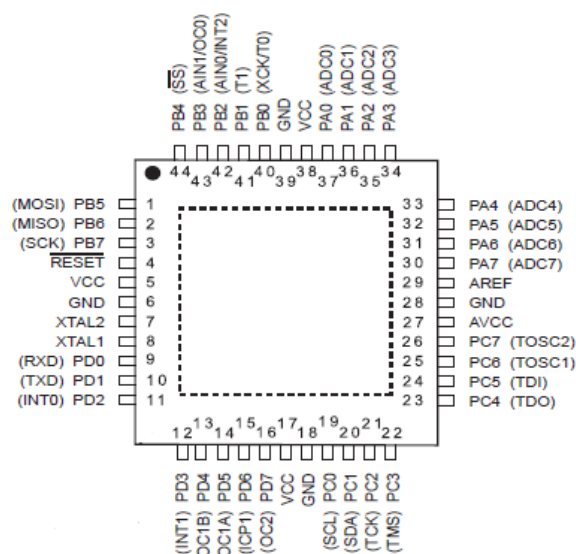 PB4 (SS)
PB3 (AIN1/OC0)
PB2 (AIN0/INT2)
PB1 (T1)
PB0 (XCK/T0)
GND
VCC
PA0 (ADC0)
PA1 (ADC1)
PA2 (ADC2)
PA3 (ADC3)
44
43
42
41
40
39
38
37
36
35
34
(MOSI) PB5 1
(MISO) PB6 2
(SCK) PB7 3
RESET 4
VCC 5
GND 6
XTAL2 7
XTAL1 8
(RXD) PD0 9
(TXD) PD1 10
(INT0) PD2 11
33 PA4 (ADC4)
32 PA5 (ADC5)
31 PA6 (ADC6)
30 PA7 (ADC7)
29 AREF
28 GND
27 AVCC
26 PC7 (TOSC2)
25 PC6 (TOSC1)
24 PC5 (TDI)
23 PC4 (TDO)
12
13
14
15
16
17
18
19
20
21
22
(INT1) PD3
OC1B) PD4
OC1A) PD5
(ICP1) PD6
(OC2) PD7
VCC
GND
(SCL) PC0
(SDA) PC1
(TCK) PC2
(TMS) PC3